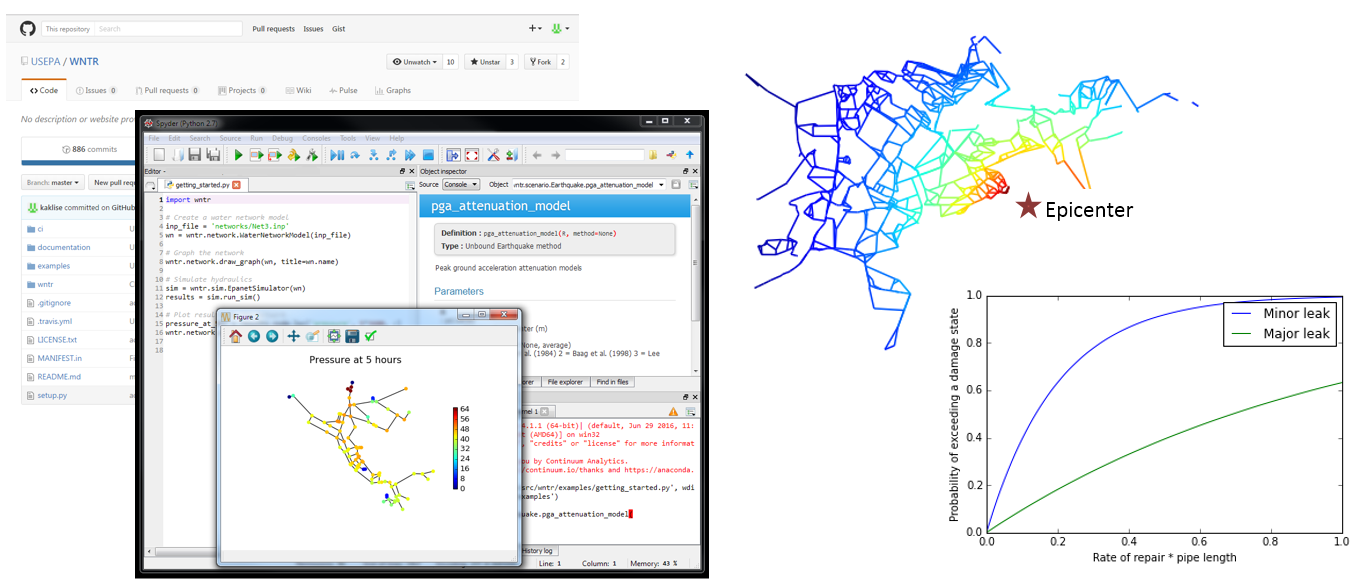 This repository Search
Pull requests Issues Gist
USEPA / WNTR
Unwatch 10 Unstar 3 Fork 2
Code Issues 0 Pull requests 0 Projects 0 Wiki Pulse Graphs
No description or website
886 commits
Branch: master New pull
kaklise committed on GitHub
ci
documentation
examples
wntr
.gitignore
.travis.yml
LICENSE.txt
MANIFEST.in
README.md
setup.py
Spyder (Python 2.7)
File Edit Search Source Run Debug Consoles Tools View Help
Editor -
getting_started.py
1 import wntr
2
3 # Create a water network model
4 inp_file = 'networks/Net3.inp'
5 wn = wntr.network.WaterNetworkModel(inp_file)
6
7 # Graph the network
8 wntr.network.draw_graph(wn, title=wn.name)
9
10 # Simulate hydraulics
11 sim = wntr.sim.EpanetSimulator(wn)
12 results = sim.run_sim()
13
14 # Plot
15 pressure_at_
16 wntr.network
17
18
Object inspector
Source Console Object wntr.scenario.Earthquake.pga_attenuation_model
pga_attenuation_model
Definition : pga_attenuation_model(R, method=None)
Type : Unbound Earthquake method
Peak ground acceleration attenuation models
Parameters
(m)
None, average)
al. (1984) 2 = Baag et al. (1998) 3 = Lee
File explorer Find in files
4.1.1 (64-bit)| (default, Jun 29 2016, 11:
(AMD64)] on win32
"credits" or "license" for more informat
by Continuum Analytics.
/continuum.io/thanks and https://anaconda.
src/wntr/examples/getting_started.py', wdi
examples')
quake.pga_attenuation_model
History log
Line: 1 Column: 1 Memory: 43 %
Figure 2
Pressure at 5 hours
64
56
48
40
32
24
16
8
0
Epicenter
Minor leak
Major leak
Probability of exceeding a damage state
1.0
0.8
0.6
0.4
0.2
0.0
0.0 0.2 0.4 0.6 0.8 1.0
Rate of repair * pipe length